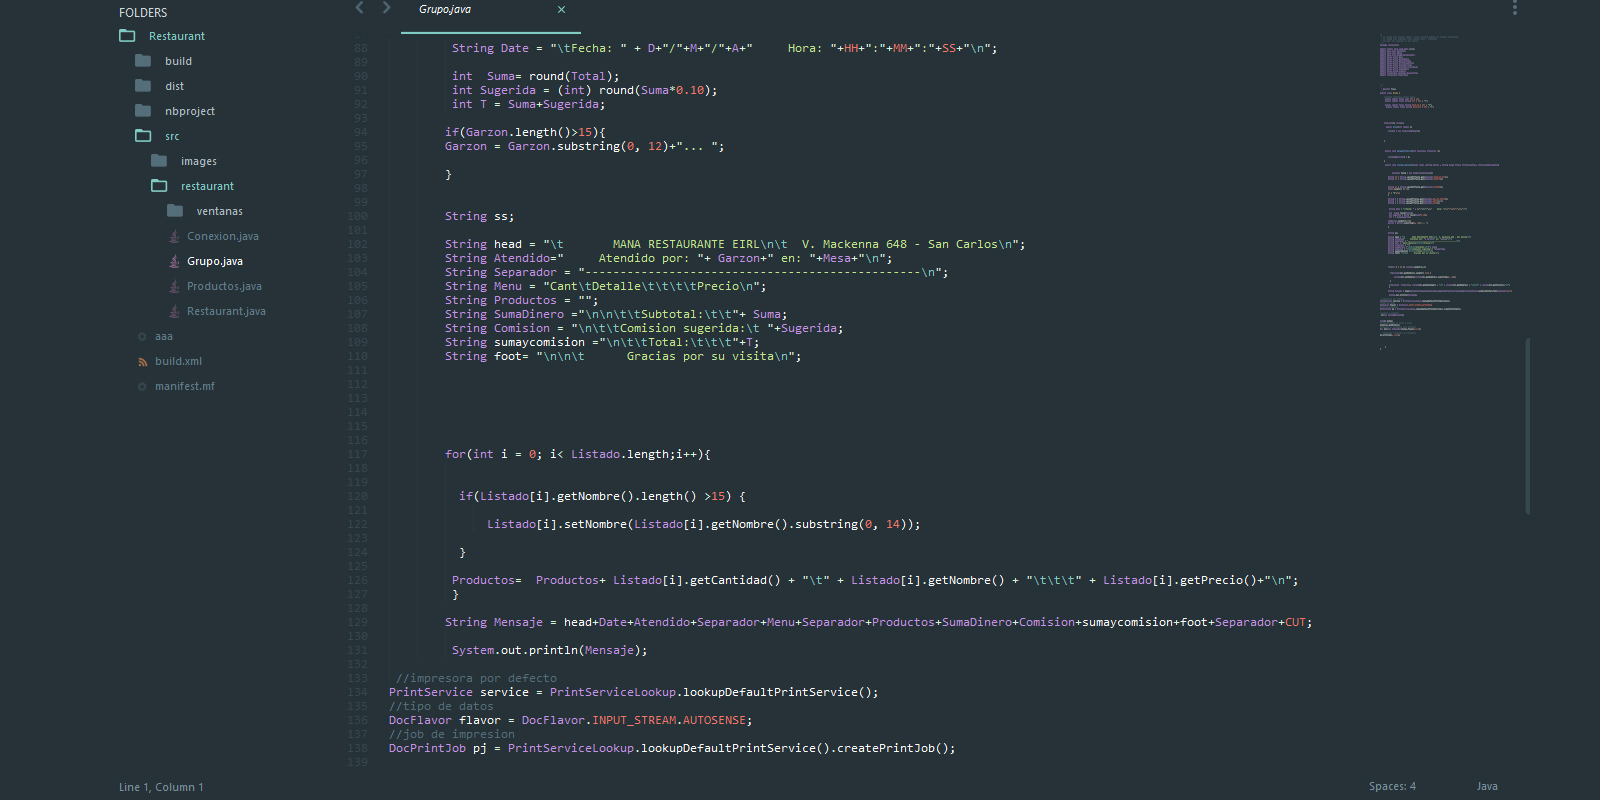 FOLDERS
Restaurant
build
dist
nbproject
src
images
restaurant
ventanas
Conexion.java
Grupo.java
Productos.java
Restaurant.java
aaa
build.xml
manifest.mf
Grupo.java ×
88 String Date = "\tFecha: " + D+"/"+M+"/"+A+"     Hora: "+HH+":"+MM+":"+SS+"\n";
89
90 int  Suma= round(Total);
91 int Sugerida = (int) round(Suma*0.10);
92 int T = Suma+Sugerida;
93
94 if(Garzon.length()>15){
95 Garzon = Garzon.substring(0, 12)+"... ";
96
97 }
98
99
100 String ss;
101
102 String head = "\t       MANA RESTAURANTE EIRL\n\t  V. Mackenna 648 - San Carlos\n";
103 String Atendido="     Atendido por: "+ Garzon+" en: "+Mesa+"\n";
104 String Separador = "------------------------------------------------\n";
105 String Menu = "Cant\tDetalle\t\t\t\tPrecio\n";
106 String Productos = "";
107 String SumaDinero ="\n\n\t\tSubtotal:\t\t"+ Suma;
108 String Comision = "\n\t\tComision sugerida:\t "+Sugerida;
109 String sumaycomision ="\n\t\tTotal:\t\t\t"+T;
110 String foot= "\n\n\t      Gracias por su visita\n";
111
112
113
114
115
116
117 for(int i = 0; i< Listado.length;i++){
118
119
120 if(Listado[i].getNombre().length() >15) {
121
122 Listado[i].setNombre(Listado[i].getNombre().substring(0, 14));
123
124 }
125
126 Productos=  Productos+ Listado[i].getCantidad() + "\t" + Listado[i].getNombre() + "\t\t\t" + Listado[i].getPrecio()+"\n";
127 }
128
129 String Mensaje = head+Date+Atendido+Separador+Menu+Separador+Productos+SumaDinero+Comision+sumaycomision+foot+Separador+CUT;
130
131 System.out.println(Mensaje);
132
133 //impresora por defecto
134 PrintService service = PrintServiceLookup.lookupDefaultPrintService();
135 //tipo de datos
136 DocFlavor flavor = DocFlavor.INPUT_STREAM.AUTOSENSE;
137 //job de impresion
138 DocPrintJob pj = PrintServiceLookup.lookupDefaultPrintService().createPrintJob();
139
Line 1, Column 1
Spaces: 4
Java